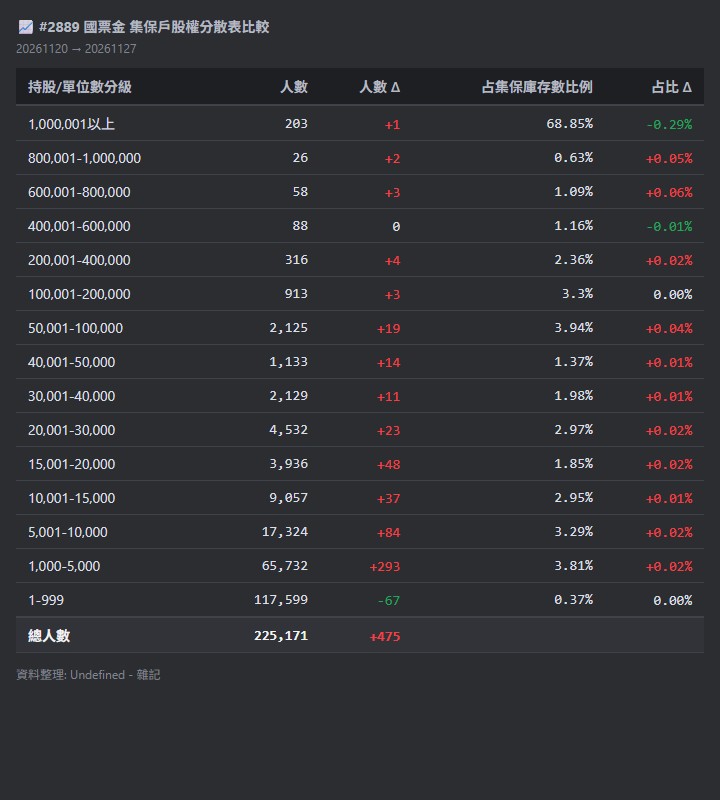 📈 #2889 國票金 集保戶股權分散表比較
20261120 → 20261127
持股/單位數分級 人數 人數 Δ 占集保庫存數比例 占比 Δ
1,000,001以上 203 +1 68.85% -0.29%
800,001-1,000,000 26 +2 0.63% +0.05%
600,001-800,000 58 +3 1.09% +0.06%
400,001-600,000 88 0 1.16% -0.01%
200,001-400,000 316 +4 2.36% +0.02%
100,001-200,000 913 +3 3.3% 0.00%
50,001-100,000 2,125 +19 3.94% +0.04%
40,001-50,000 1,133 +14 1.37% +0.01%
30,001-40,000 2,129 +11 1.98% +0.01%
20,001-30,000 4,532 +23 2.97% +0.02%
15,001-20,000 3,936 +48 1.85% +0.02%
10,001-15,000 9,057 +37 2.95% +0.01%
5,001-10,000 17,324 +84 3.29% +0.02%
1,000-5,000 65,732 +293 3.81% +0.02%
1-999 117,599 -67 0.37% 0.00%
總人數 225,171 +475
資料整理: Undefined - 雜記